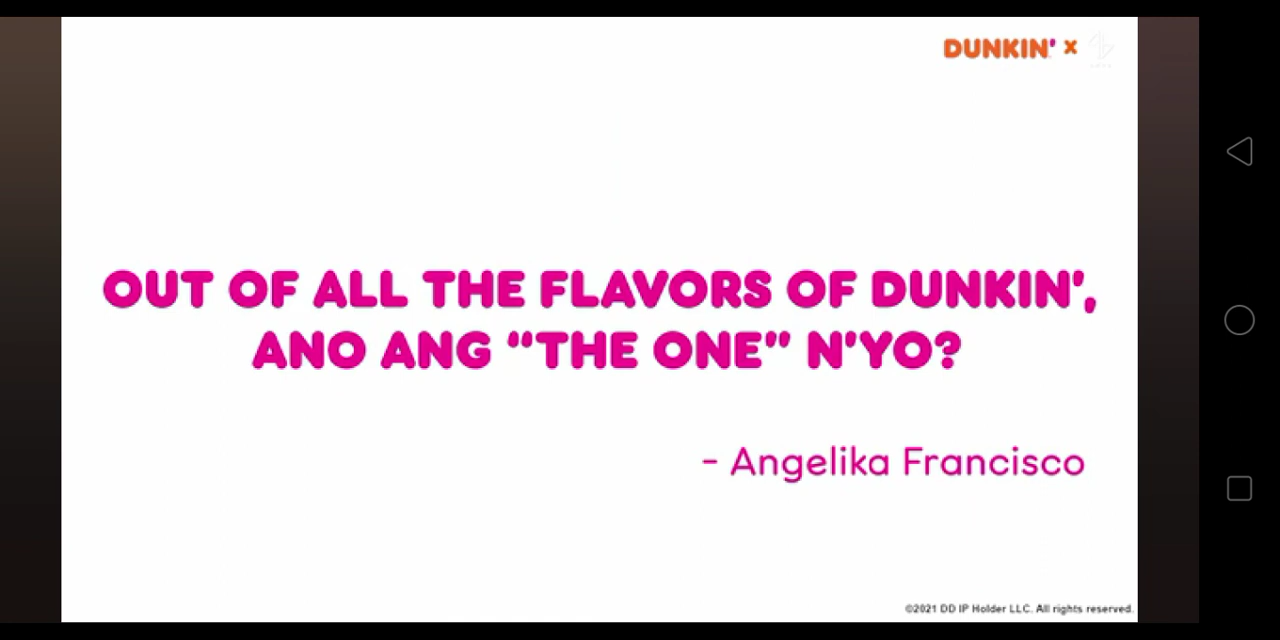 DUNKIN' X
OUT OF ALL THE FLAVORS OF DUNKIN',
ANO ANG "THE ONE" N'YO?
- Angelika Francisco
©2021 DD IP Holder LLC. All rights reserved.